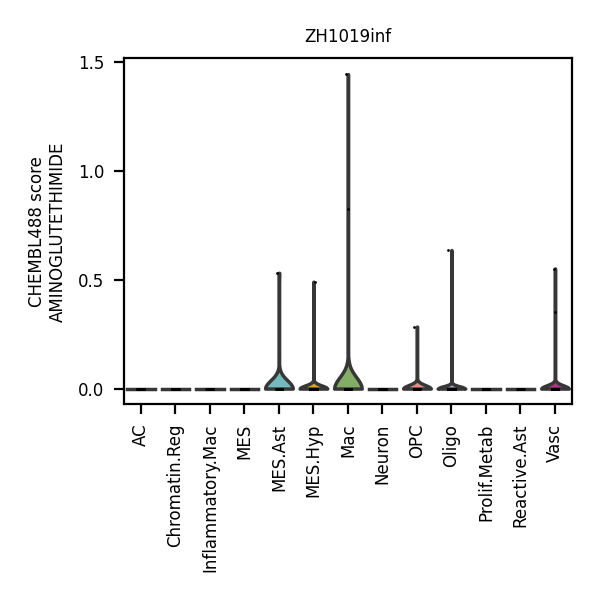 ZH1019inf
CHEMBL488 score
AMINOGLUTETHIMIDE
1.5
1.0
0.5
0.0
AC
Chromatin.Reg
Inflammatory.Mac
MES
MES.Ast
MES.Hyp
Mac
Neuron
OPC
Oligo
Prolif.Metab
Reactive.Ast
Vasc